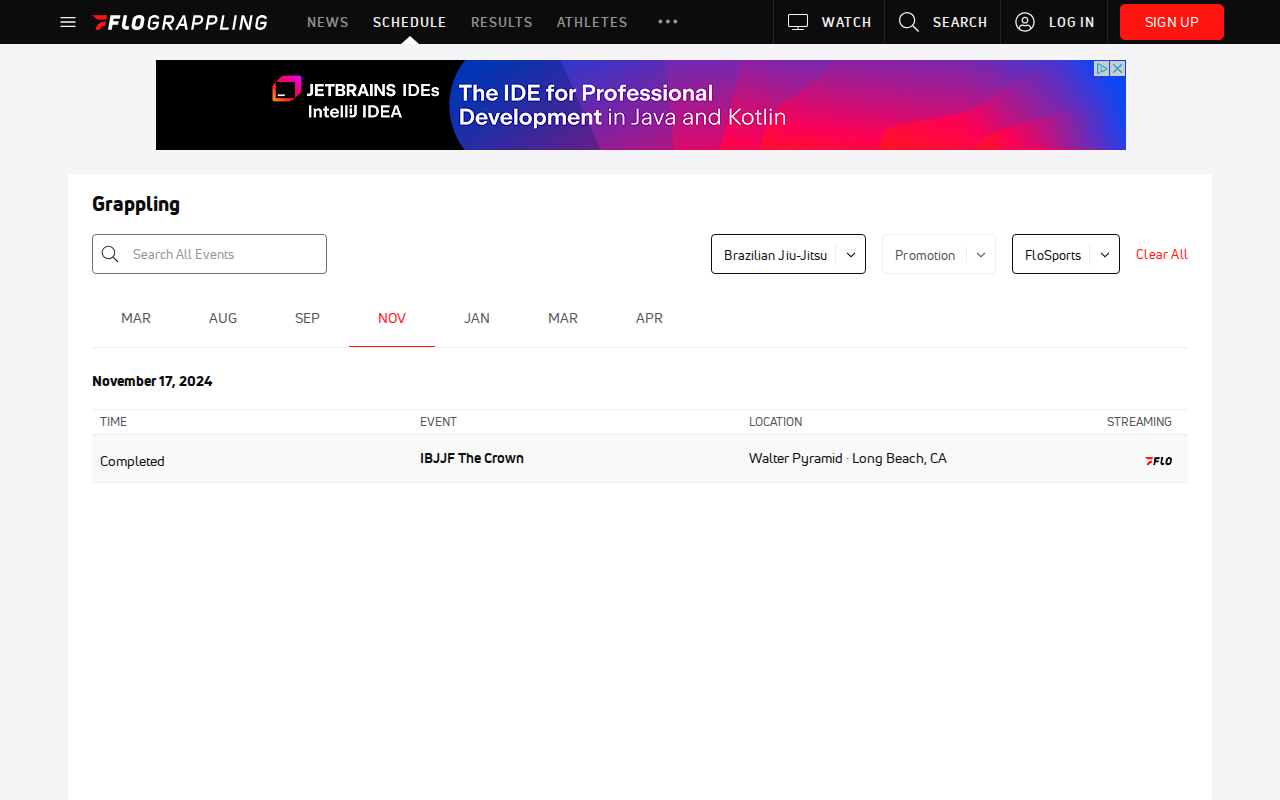 FLOGRAPPLING NEWS SCHEDULE RESULTS ATHLETES WATCH SEARCH LOG IN SIGN UP
JETBRAINS IDEs
IntelliJ IDEA
The IDE for Professional
Development in Java and Kotlin
Grappling
Search All Events Brazilian Jiu-Jitsu Promotion FloSports Clear All
MAR AUG SEP NOV JAN MAR APR
November 17, 2024
TIME EVENT LOCATION STREAMING
Completed IBJJF The Crown Walter Pyramid · Long Beach, CA FLO